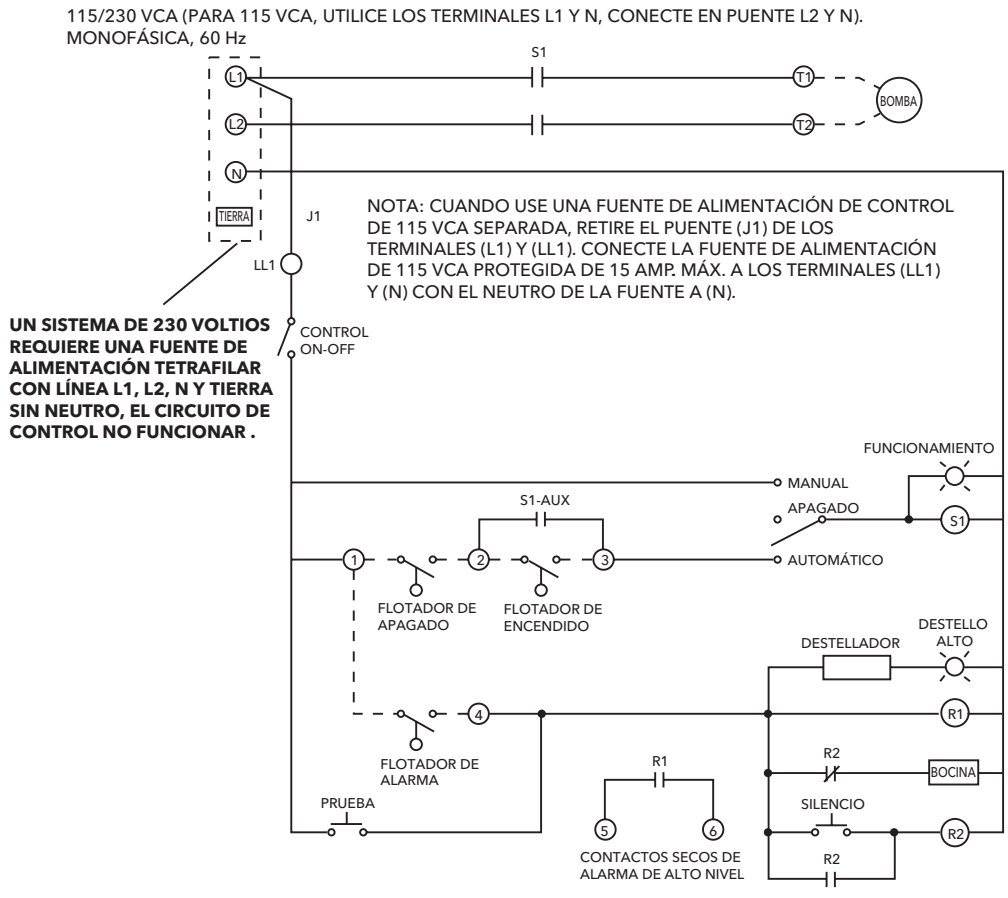 115/230 VCA (PARA 115 VCA, UTILICE LOS TERMINALES L1 Y N, CONECTE EN PUENTE L2 Y N).
MONOFÁSICA, 60 Hz
S1
L1
T1
BOMBA
L2
T2
N
TIERRA
J1
NOTA: CUANDO USE UNA FUENTE DE ALIMENTACIÓN DE CONTROL
DE 115 VCA SEPARADA, RETIRE EL PUENTE (J1) DE LOS
TERMINALES (L1) Y (LL1). CONECTE LA FUENTE DE ALIMENTACIÓN
DE 115 VCA PROTEGIDA DE 15 AMP. MÁX. A LOS TERMINALES (LL1)
Y (N) CON EL NEUTRO DE LA FUENTE A (N).
LL1
UN SISTEMA DE 230 VOLTIOS
REQUIERE UNA FUENTE DE
ALIMENTACIÓN TETRAFILAR
CON LÍNEA L1, L2, N Y TIERRA
SIN NEUTRO, EL CIRCUITO DE
CONTROL NO FUNCIONAR .
CONTROL
ON-OFF
FUNCIONAMIENTO
MANUAL
S1-AUX
APAGADO
S1
1
2
3
AUTOMÁTICO
FLOTADOR DE
APAGADO
FLOTADOR DE
ENCENDIDO
DESTELLO
ALTO
DESTELLADOR
4
R1
FLOTADOR DE
ALARMA
R1
R2
BOCINA
PRUEBA
SILENCIO
5
6
R2
CONTACTOS SECOS DE
ALARMA DE ALTO NIVEL
R2